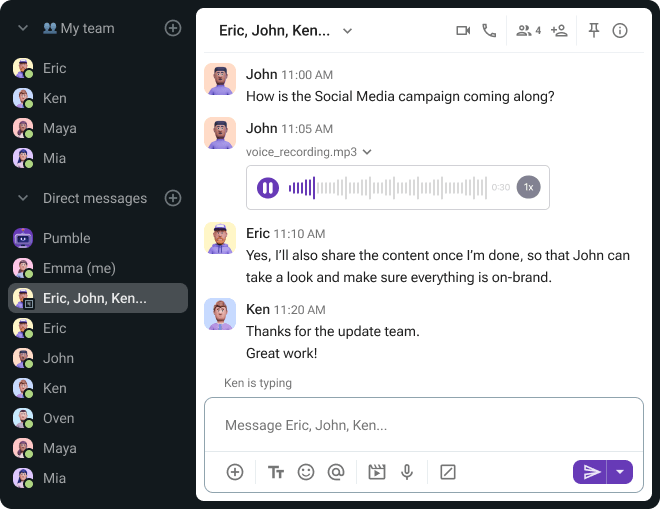 My team
Eric
Ken
Maya
Mia
Direct messages
Pumble
Emma (me)
Eric, John, Ken...
Eric
John
Ken
Oven
Maya
Mia
Eric, John, Ken...
4
John 11:00 AM
How is the Social Media campaign coming along?
John 11:05 AM
voice_recording.mp3
0:30
1x
Eric 11:10 AM
Yes, I’ll also share the content once I’m done, so that John can
take a look and make sure everything is on-brand.
Ken 11:20 AM
Thanks for the update team.
Great work!
Ken is typing
Message Eric, John, Ken...
Tт